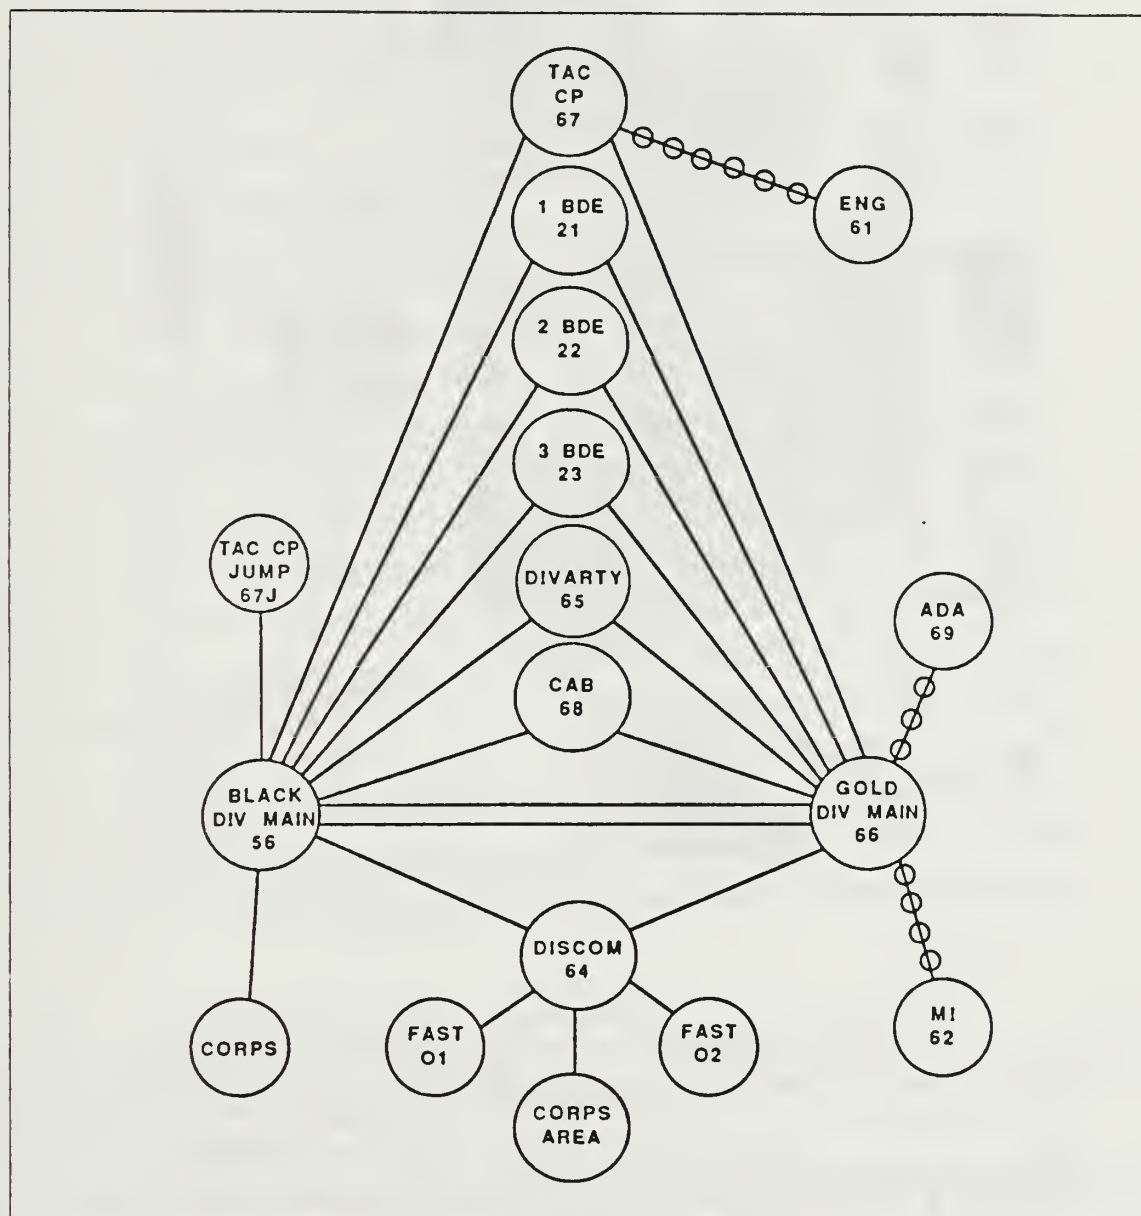 TAC
CP
67
ENG
61
1 BDE
21
2 BDE
22
3 BDE
23
TAC CP
JUMP
67J
DIVARTY
65
ADA
69
CAB
68
BLACK
DIV MAIN
56
GOLD
DIV MAIN
66
DISCOM
64
CORPS
FAST
01
CORPS
AREA
FAST
02
MI
62